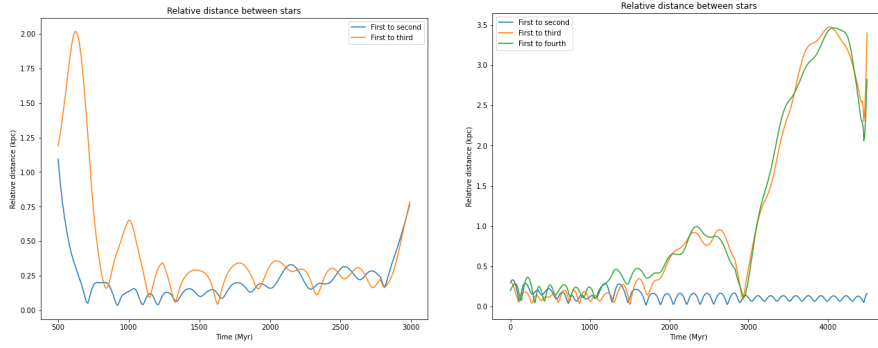 Relative distance between stars
First to second
First to third
2.00
1.75
1.50
1.25
1.00
0.75
0.50
0.25
0.00
Relative distance (kpc)
500
1000
1500
2000
2500
3000
Time (Myr)
Relative distance between stars
First to second
First to third
First to fourth
3.5
3.0
2.5
2.0
1.5
1.0
0.5
0.0
Relative distance (kpc)
0
1000
2000
3000
4000
Time (Myr)